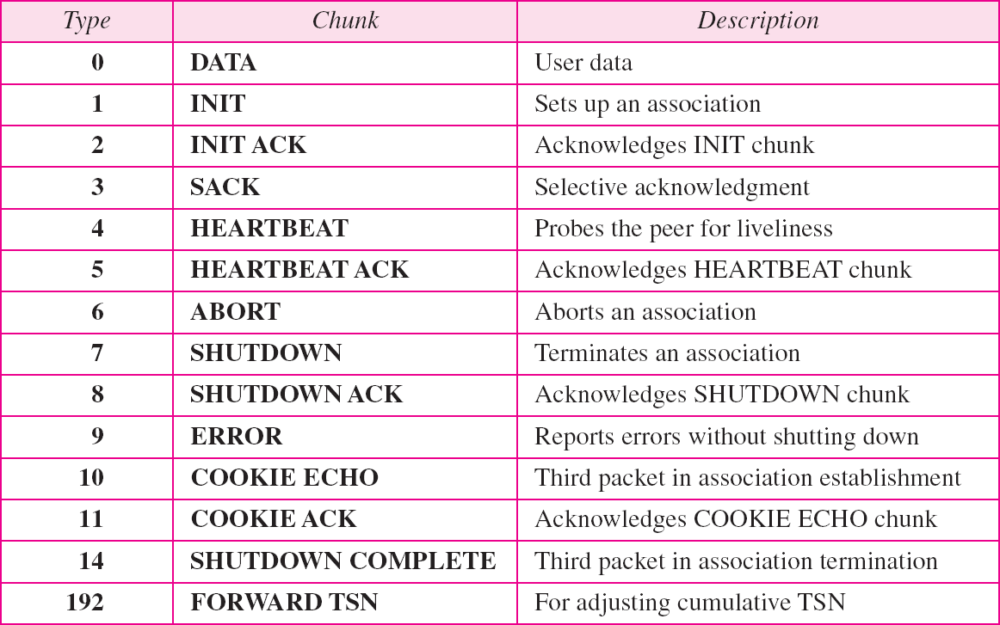 Type Chunk Description
0 DATA User data
1 INIT Sets up an association
2 INIT ACK Acknowledges INIT chunk
3 SACK Selective acknowledgment
4 HEARTBEAT Probes the peer for liveliness
5 HEARTBEAT ACK Acknowledges HEARTBEAT chunk
6 ABORT Aborts an association
7 SHUTDOWN Terminates an association
8 SHUTDOWN ACK Acknowledges SHUTDOWN chunk
9 ERROR Reports errors without shutting down
10 COOKIE ECHO Third packet in association establishment
11 COOKIE ACK Acknowledges COOKIE ECHO chunk
14 SHUTDOWN COMPLETE Third packet in association termination
192 FORWARD TSN For adjusting cumulative TSN